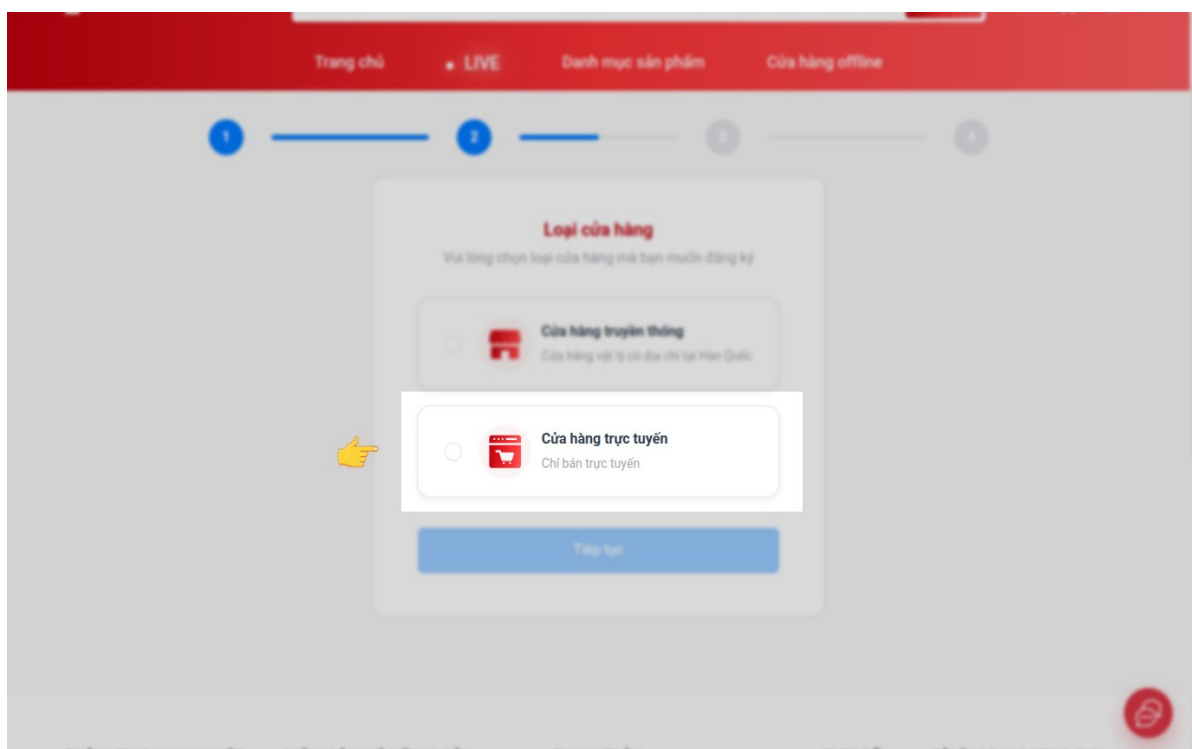 Trang chủ
• LIVE
Danh mục sản phẩm
Cửa hàng offline
1
2
3
4
Loại cửa hàng
Vui lòng chọn loại cửa hàng mà bạn muốn đăng ký
Cửa hàng truyền thống
Cửa hàng vật lý có địa chỉ tại Hàn Quốc
Cửa hàng trực tuyến
Chỉ bán trực tuyến
Tiếp tục